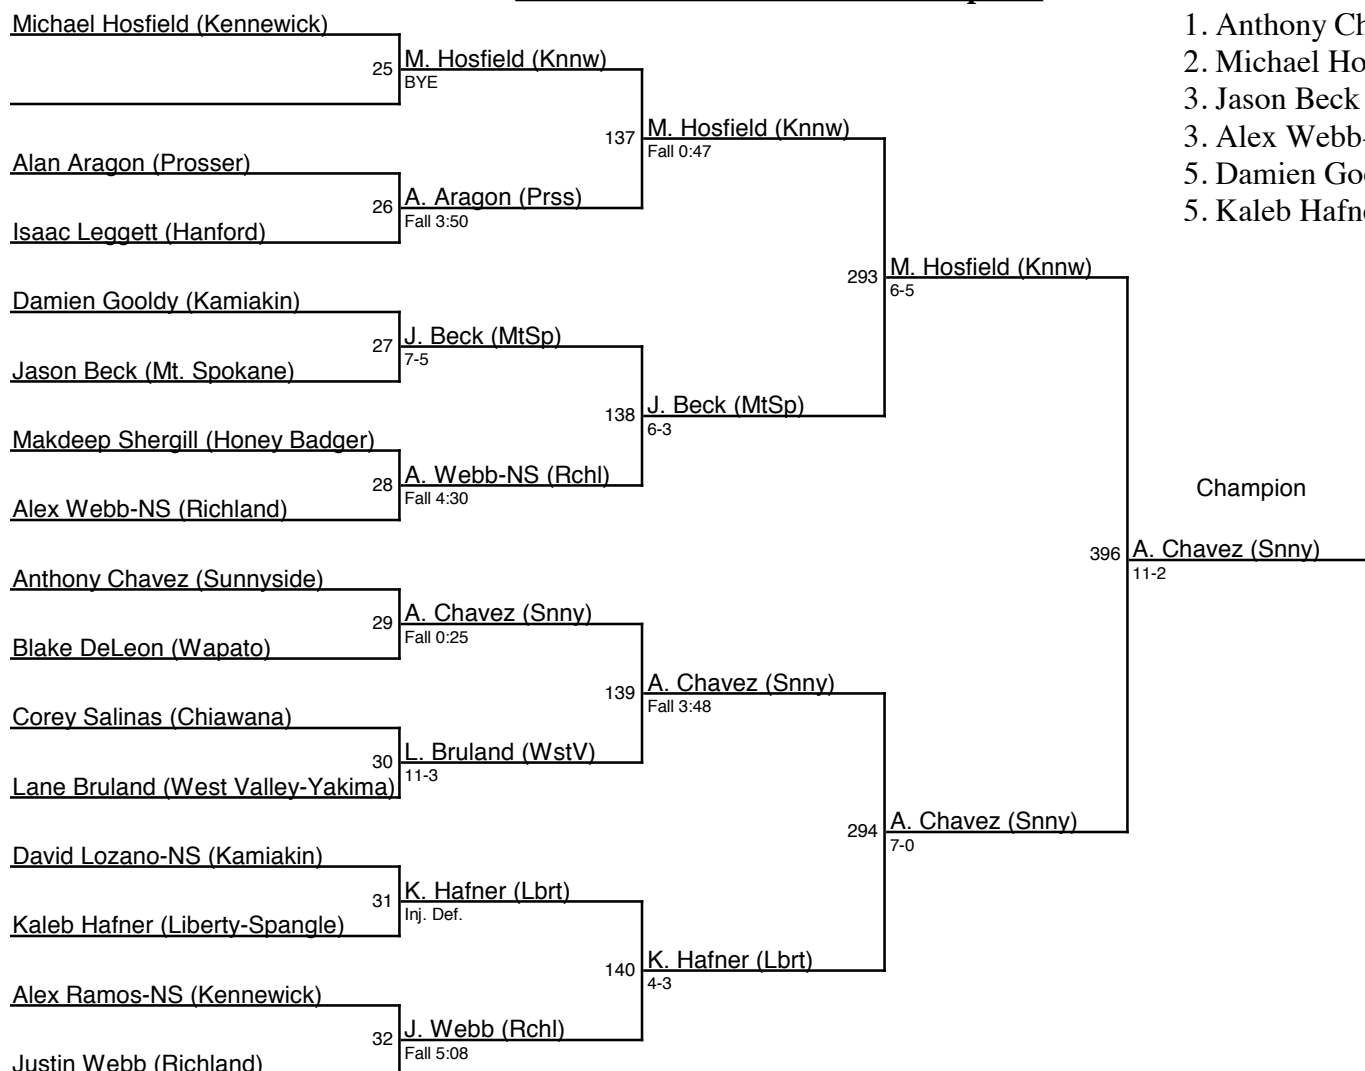 Michael Hosfield (Kennewick)
25
M. Hosfield (Knnw)
BYE
137
M. Hosfield (Knnw)
Fall 0:47
Alan Aragon (Prosser)
26
A. Aragon (Prss)
Fall 3:50
Isaac Leggett (Hanford)
293
M. Hosfield (Knnw)
6-5
Damien Gooldy (Kamiakin)
27
J. Beck (MtSp)
7-5
Jason Beck (Mt. Spokane)
138
J. Beck (MtSp)
6-3
Makdeep Shergill (Honey Badger)
28
A. Webb-NS (Rchl)
Fall 4:30
Alex Webb-NS (Richland)
Champion
396
A. Chavez (Snny)
11-2
Anthony Chavez (Sunnyside)
29
A. Chavez (Snny)
Fall 0:25
Blake DeLeon (Wapato)
139
A. Chavez (Snny)
Fall 3:48
Corey Salinas (Chiawana)
30
L. Bruland (WstV)
11-3
Lane Bruland (West Valley-Yakima)
294
A. Chavez (Snny)
7-0
David Lozano-NS (Kamiakin)
31
K. Hafner (Lbrt)
Inj. Def.
Kaleb Hafner (Liberty-Spangle)
140
K. Hafner (Lbrt)
4-3
Alex Ramos-NS (Kennewick)
32
J. Webb (Rchl)
Fall 5:08
Justin Webb (Richland)
1. Anthony Ch
2. Michael Ho
3. Jason Beck
3. Alex Webb-
5. Damien Goo
5. Kaleb Hafne